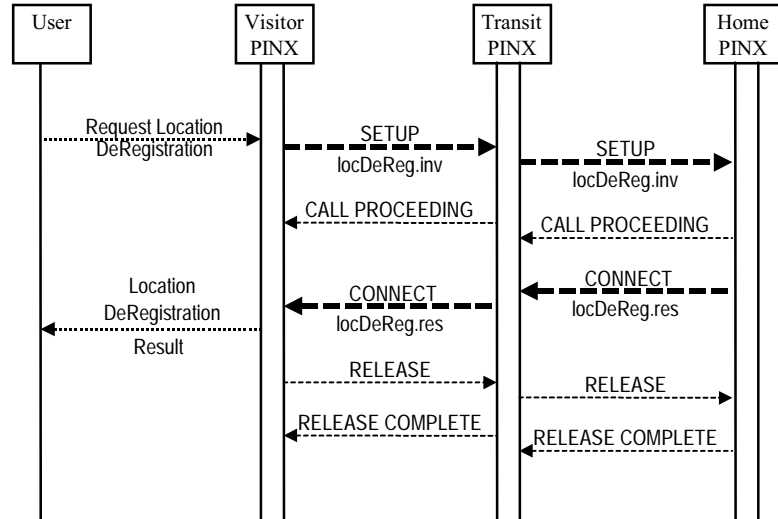 User
Visitor
PINX
Transit
PINX
Home
PINX
Request Location
DeRegistration
SETUP
locDeReg.inv
SETUP
locDeReg.inv
CALL PROCEEDING
CALL PROCEEDING
Location
DeRegistration
Result
CONNECT
locDeReg.res
CONNECT
locDeReg.res
RELEASE
RELEASE
RELEASE COMPLETE
RELEASE COMPLETE